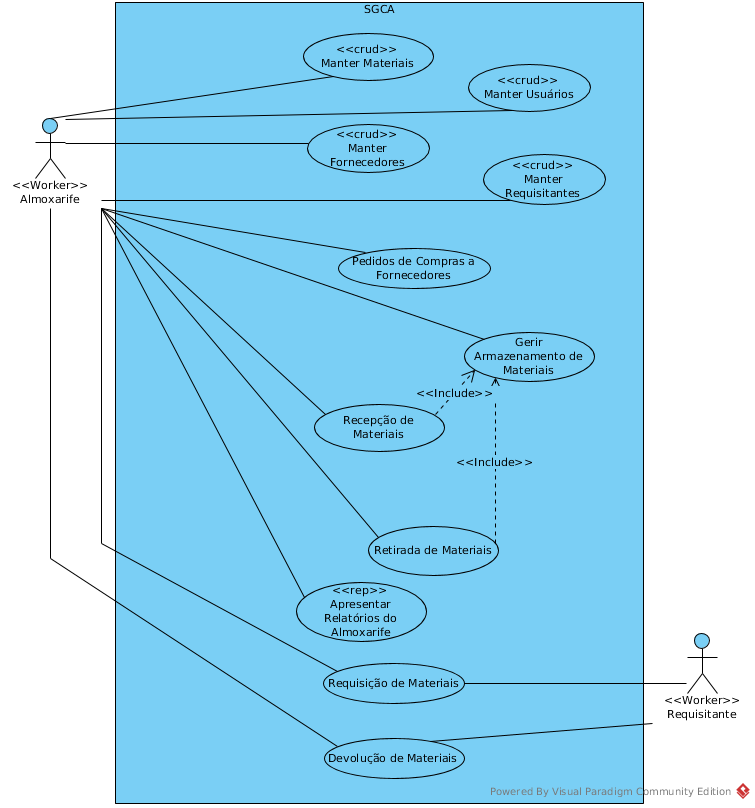 SGCA
<<crud>>
Manter Materiais
<<crud>>
Manter Usuários
<<crud>>
Manter
Fornecedores
<<crud>>
Manter
Requisitantes
<<Worker>>
Almoxarife
Pedidos de Compras a
Fornecedores
Gerir
Armazenamento de
Materiais
<<Include>>
Recepção de
Materiais
<<Include>>
Retirada de Materiais
<<rep>>
Apresentar
Relatórios do
Almoxarife
Requisição de Materiais
<<Worker>>
Requisitante
Devolução de Materiais
Powered By Visual Paradigm Community Edition